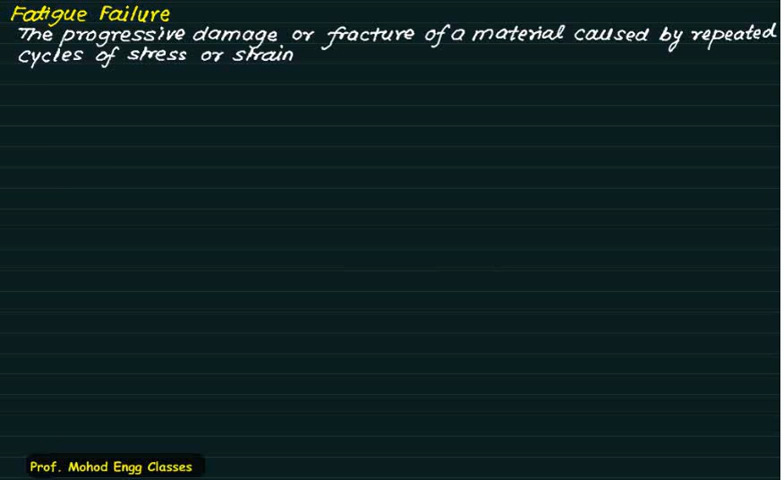 Fatigue Failure
The progressive damage or fracture of a material caused by repeated
cycles of stress or strain
Prof. Mohod Engg Classes